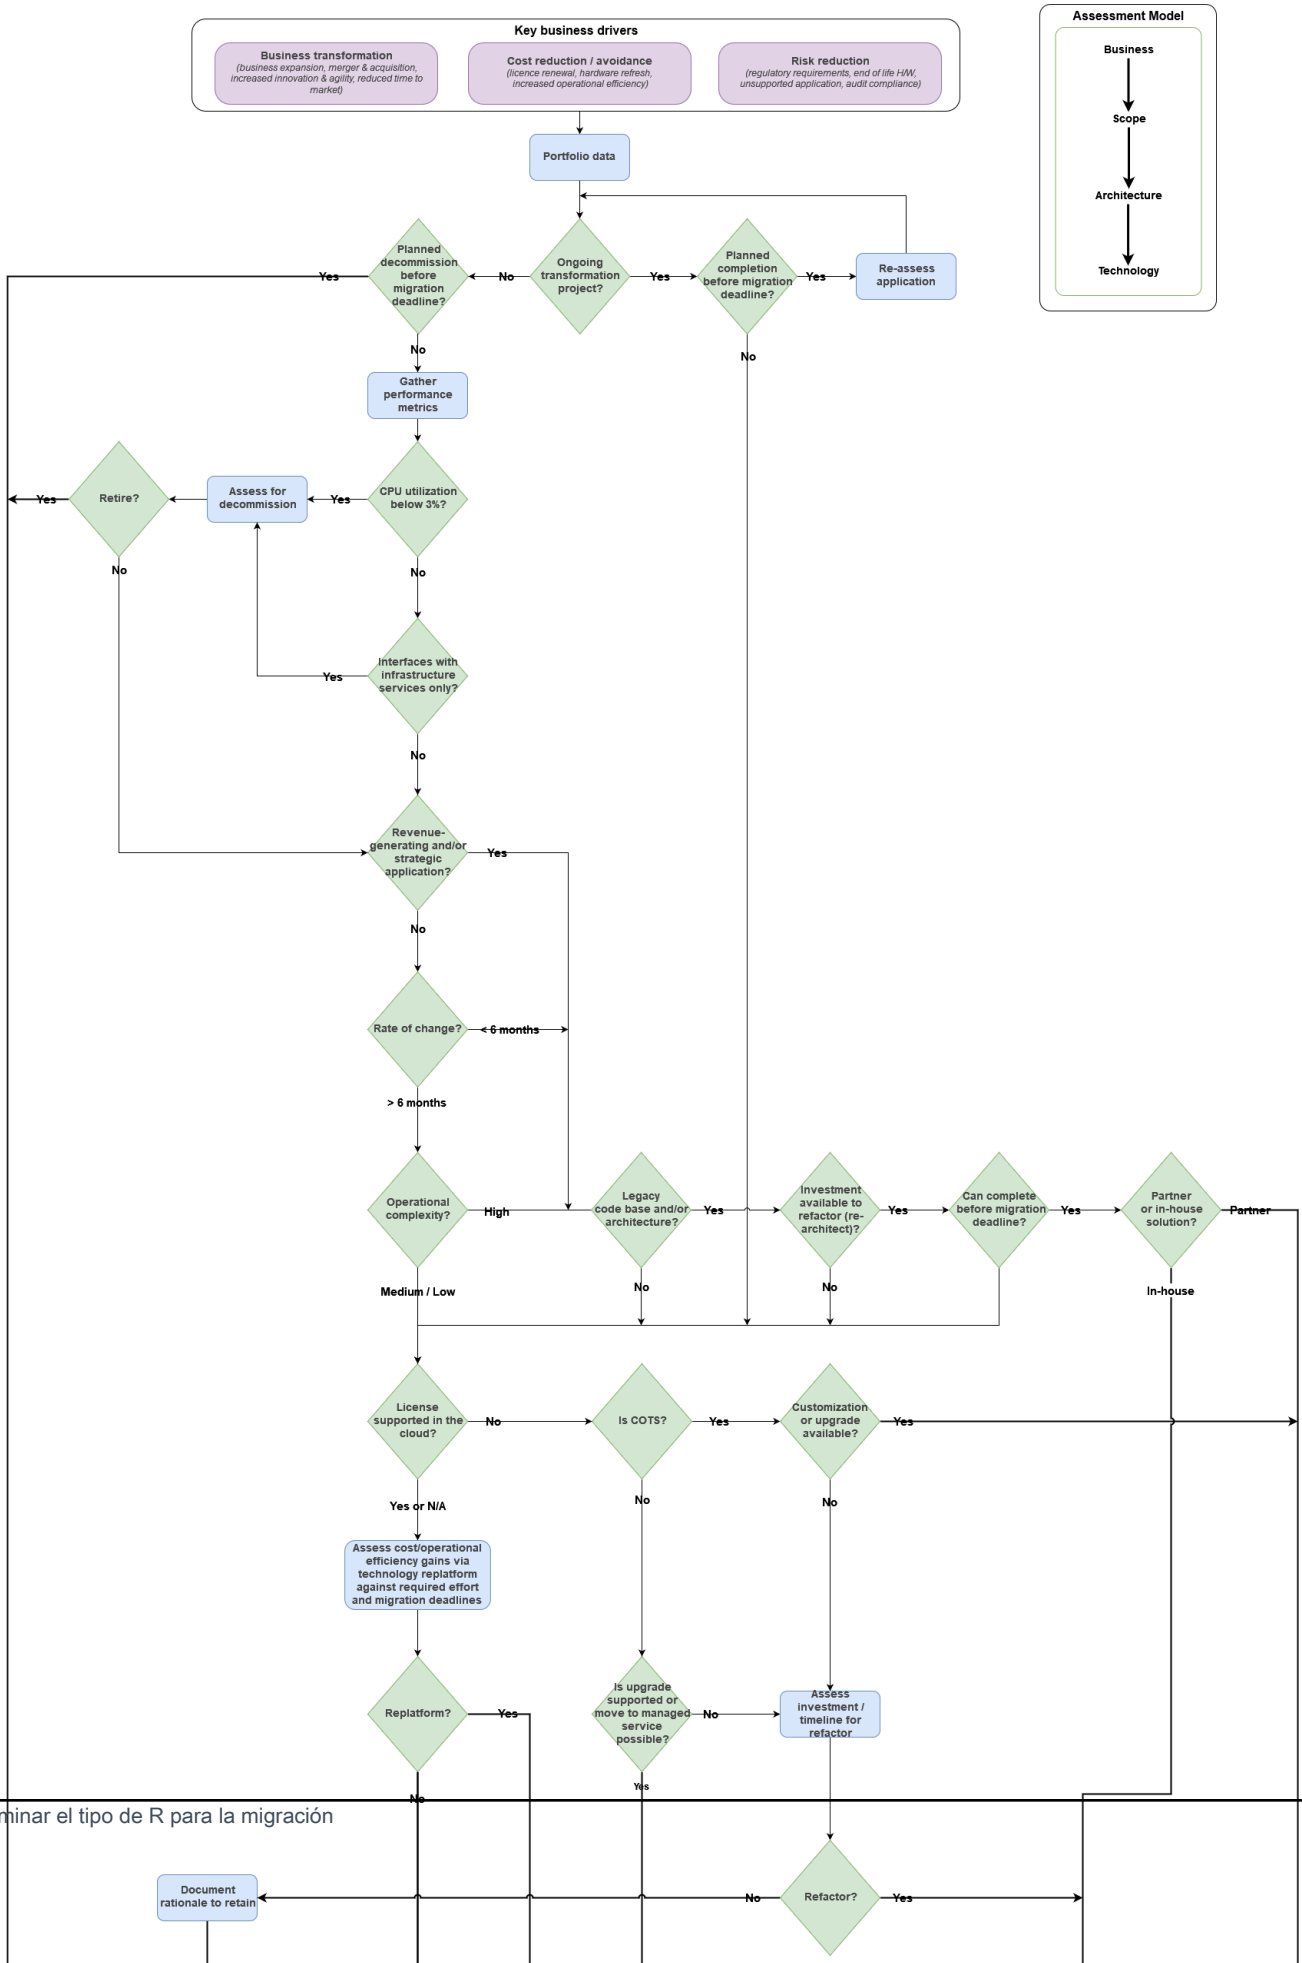 Key business drivers
Business transformation
(business expansion, merger & acquisition,
increased innovation & agility, reduced time to
market)
Cost reduction / avoidance
(licence renewal, hardware refresh,
increased operational efficiency)
Risk reduction
(regulatory requirements, end of life H/W,
unsupported application, audit compliance)
Assessment Model
Business
Scope
Architecture
Technology
Portfolio data
Planned
decommission
before
migration
deadline?
Yes
No
Ongoing
transformation
project?
Yes
Planned
completion
before migration
deadline?
Yes
Re-assess
application
No
No
Gather
performance
metrics
Yes
Retire?
Assess for
decommission
Yes
CPU utilization
below 3%?
No
No
Yes
Interfaces with
infrastructure
services only?
No
Revenue-
generating and/or
strategic
application?
Yes
No
Rate of change?
< 6 months
> 6 months
Operational
complexity?
High
Legacy
code base and/or
architecture?
Yes
Investment
available to
refactor (re-
architect)?
Yes
Can complete
before migration
deadline?
Yes
Partner
or in-house
solution?
Partner
Medium / Low
No
No
In-house
License
supported in the
cloud?
No
Is COTS?
Yes
Customization
or upgrade
available?
Yes
Yes or N/A
No
No
Assess cost/operational
efficiency gains via
technology replatform
against required effort
and migration deadlines
Replatform?
Yes
Is upgrade
supported or
move to managed
service
possible?
No
Assess
investment /
timeline for
refactor
No
Yes
minar el tipo de R para la migración
Document
rationale to retain
No
Refactor?
Yes